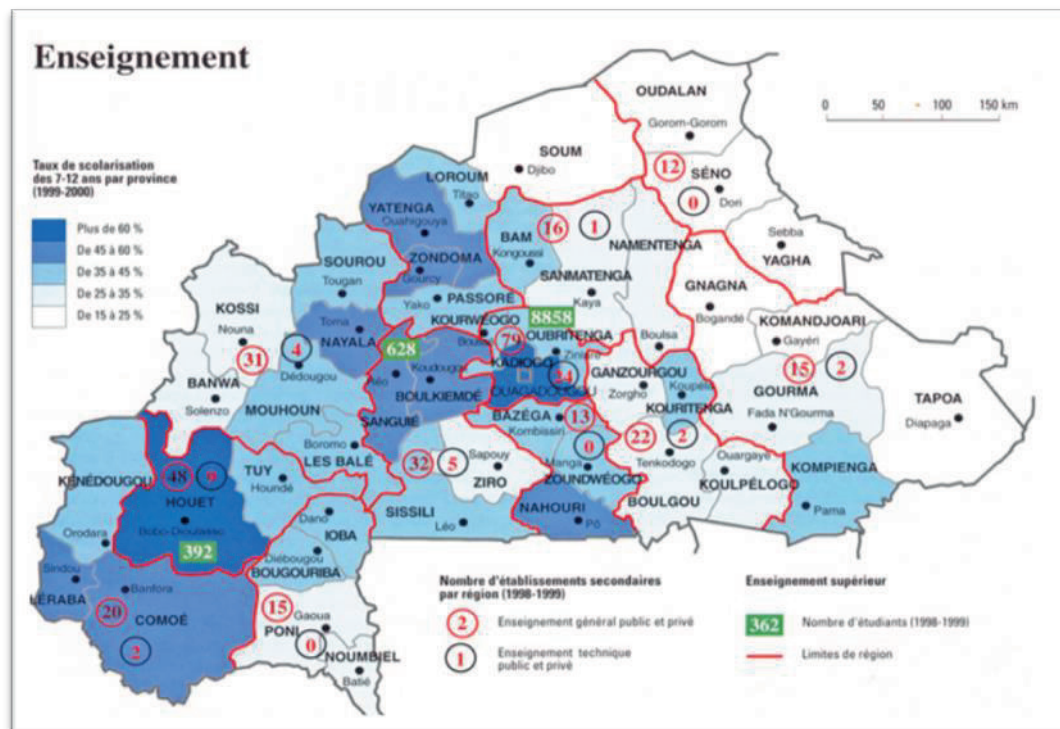 Enseignement
Taux de scolarisation
des 7-12 ans par province
(1999-2000)
Plus de 60 %
De 45 à 60 %
De 35 à 45 %
De 25 à 35 %
De 15 à 25 %
0 50 100 150 km
OUDALAN
Gorom-Gorom
SOUM
Djibo
12
SÉNO
0
Dori
LOROUM
Titao
YATENGA
Ouahigouya
BAM
16
1
Kongoussi
NAMENTENGA
Sebba
YAGHA
ZONDOMA
Gourcy
SOUROU
Tougan
SANMATENGA
Kaya
GNAGNA
Bogandé
PASSORÉ
Yako
KOSSI
Nouna
31
4
Dédougou
Toma
NAYALA
628
KOURWÉOGO
8858
79
OUBRITENGA
Ziniaré
Boulsa
KOMANDJOARI
Gayéri
15
2
BANWA
Solenzo
MOUHOUN
Réo
Koudougou
BOULKIEMDÉ
SANGUIÉ
KADIOGO
OUAGADOUGOU
24
GANZOURGOU
Zorgho
Koupéla
KOURITENGA
GOURMA
Fada N'Gourma
TAPOA
Diapaga
BAZÉGA
13
Kombissiri
0
22
2
Tenkodogo
Boromo
LES BALÉ
32
5
Sapouy
ZIRO
Manga
ZOUNDWÉOGO
Ouargaye
KOULPÉLOGO
BOULGOU
KOMPIENGA
Pama
KÉNÉDOUGOU
48
9
HOUET
Bobo-Dioulasso
392
TUY
Houndé
Orodara
SISSILI
Léo
NAHOURI
Pô
Dano
IOBA
Diébougou
BOUGOURIBA
Sindou
LÉRABA
Banfora
20
COMOÉ
2
15
Gaoua
PONI
0
NOUMBIEL
Batié
Nombre d'établissements secondaires
par région (1998-1999)
2 Enseignement général public et privé
1 Enseignement technique
public et privé
Enseignement supérieur
362 Nombre d'étudiants (1998-1999)
Limites de région